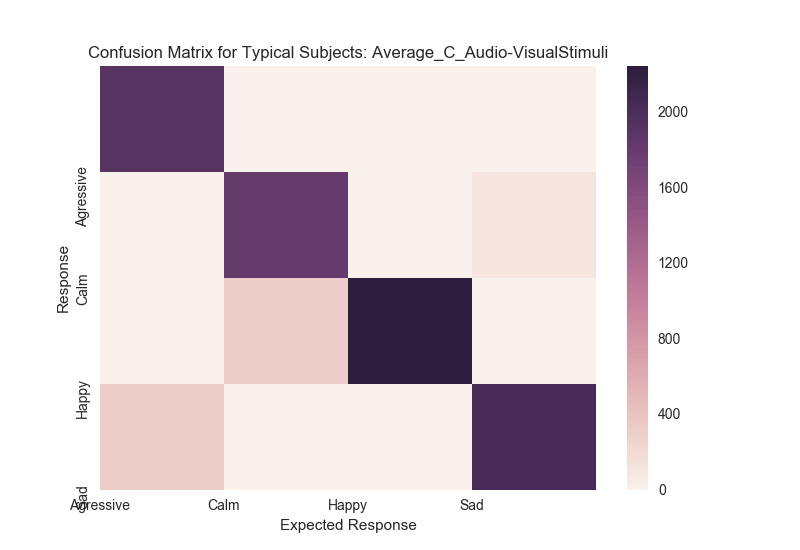 Confusion Matrix for Typical Subjects: Average_C_Audio-VisualStimuli
Response
Agressive
Calm
Happy
Sad
Agressive
Calm
Happy
Sad
Expected Response
2000
1600
1200
800
400
0